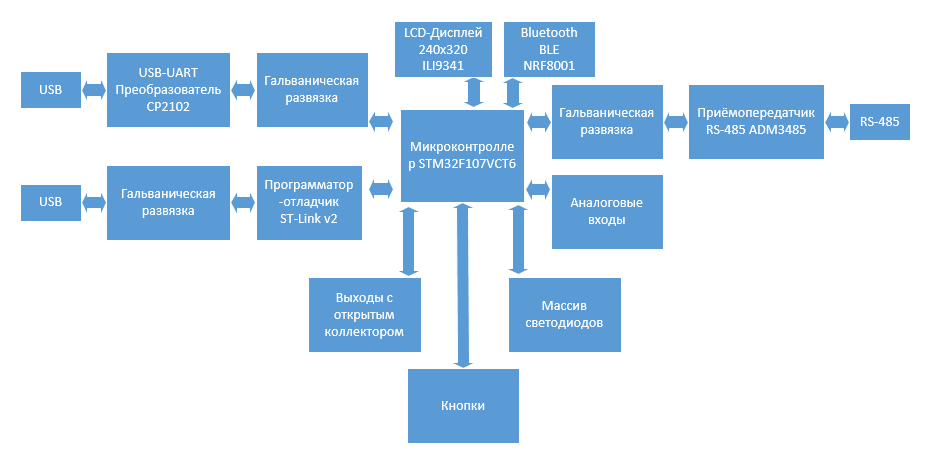 LCD-Дисплей
240x320
ILI9341
Bluetooth
BLE
NRF8001
USB
USB-UART
Преобразователь
CP2102
Гальваническая
развязка
Микроконтролле
р STM32F107VCT6
Гальваническая
развязка
Приёмопередатчик
RS-485 ADM3485
RS-485
USB
Гальваническая
развязка
Программатор
-отладчик
ST-Link v2
Аналоговые
входы
Выходы с
открытым
коллектором
Массив
светодиодов
Кнопки